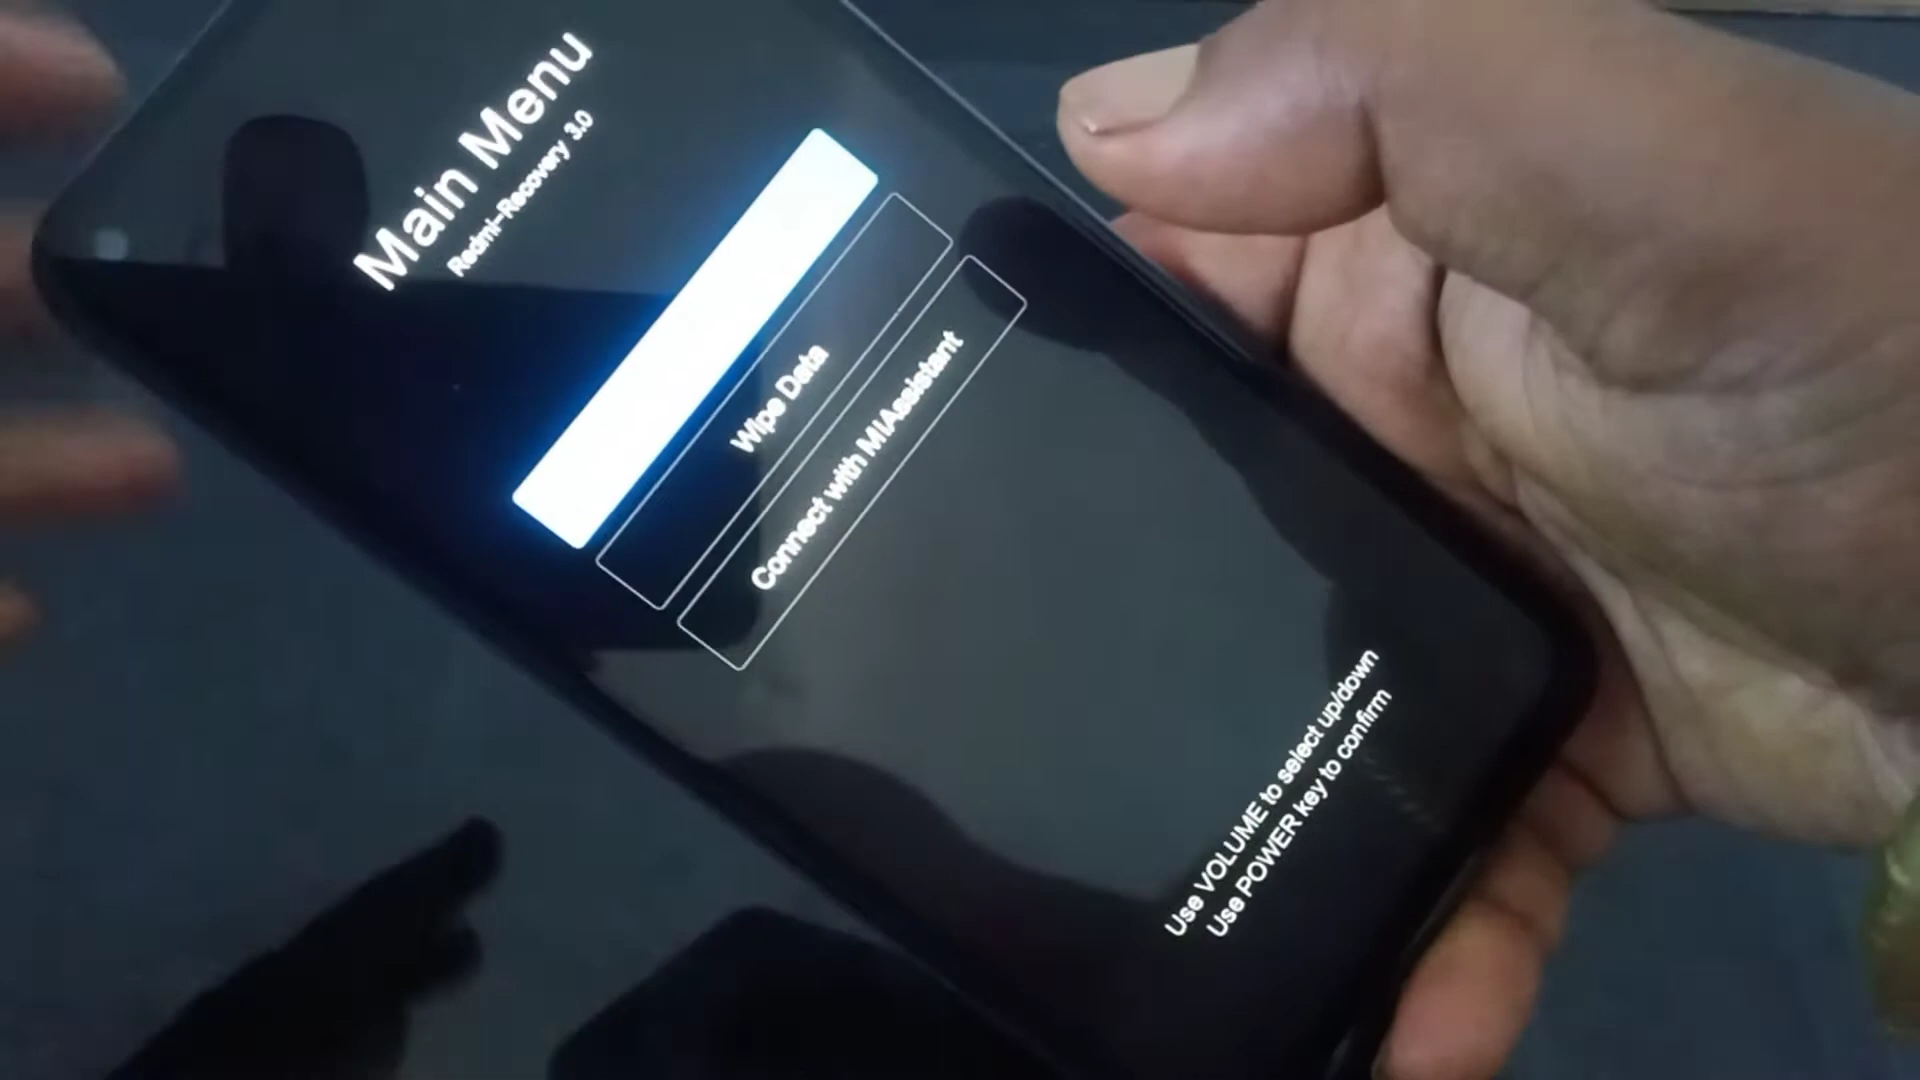 Main Menu
Redmi-Recovery 3.0
Wipe Data
Connect with MIAssistant
Use VOLUME to select up/down
Use POWER key to confirm